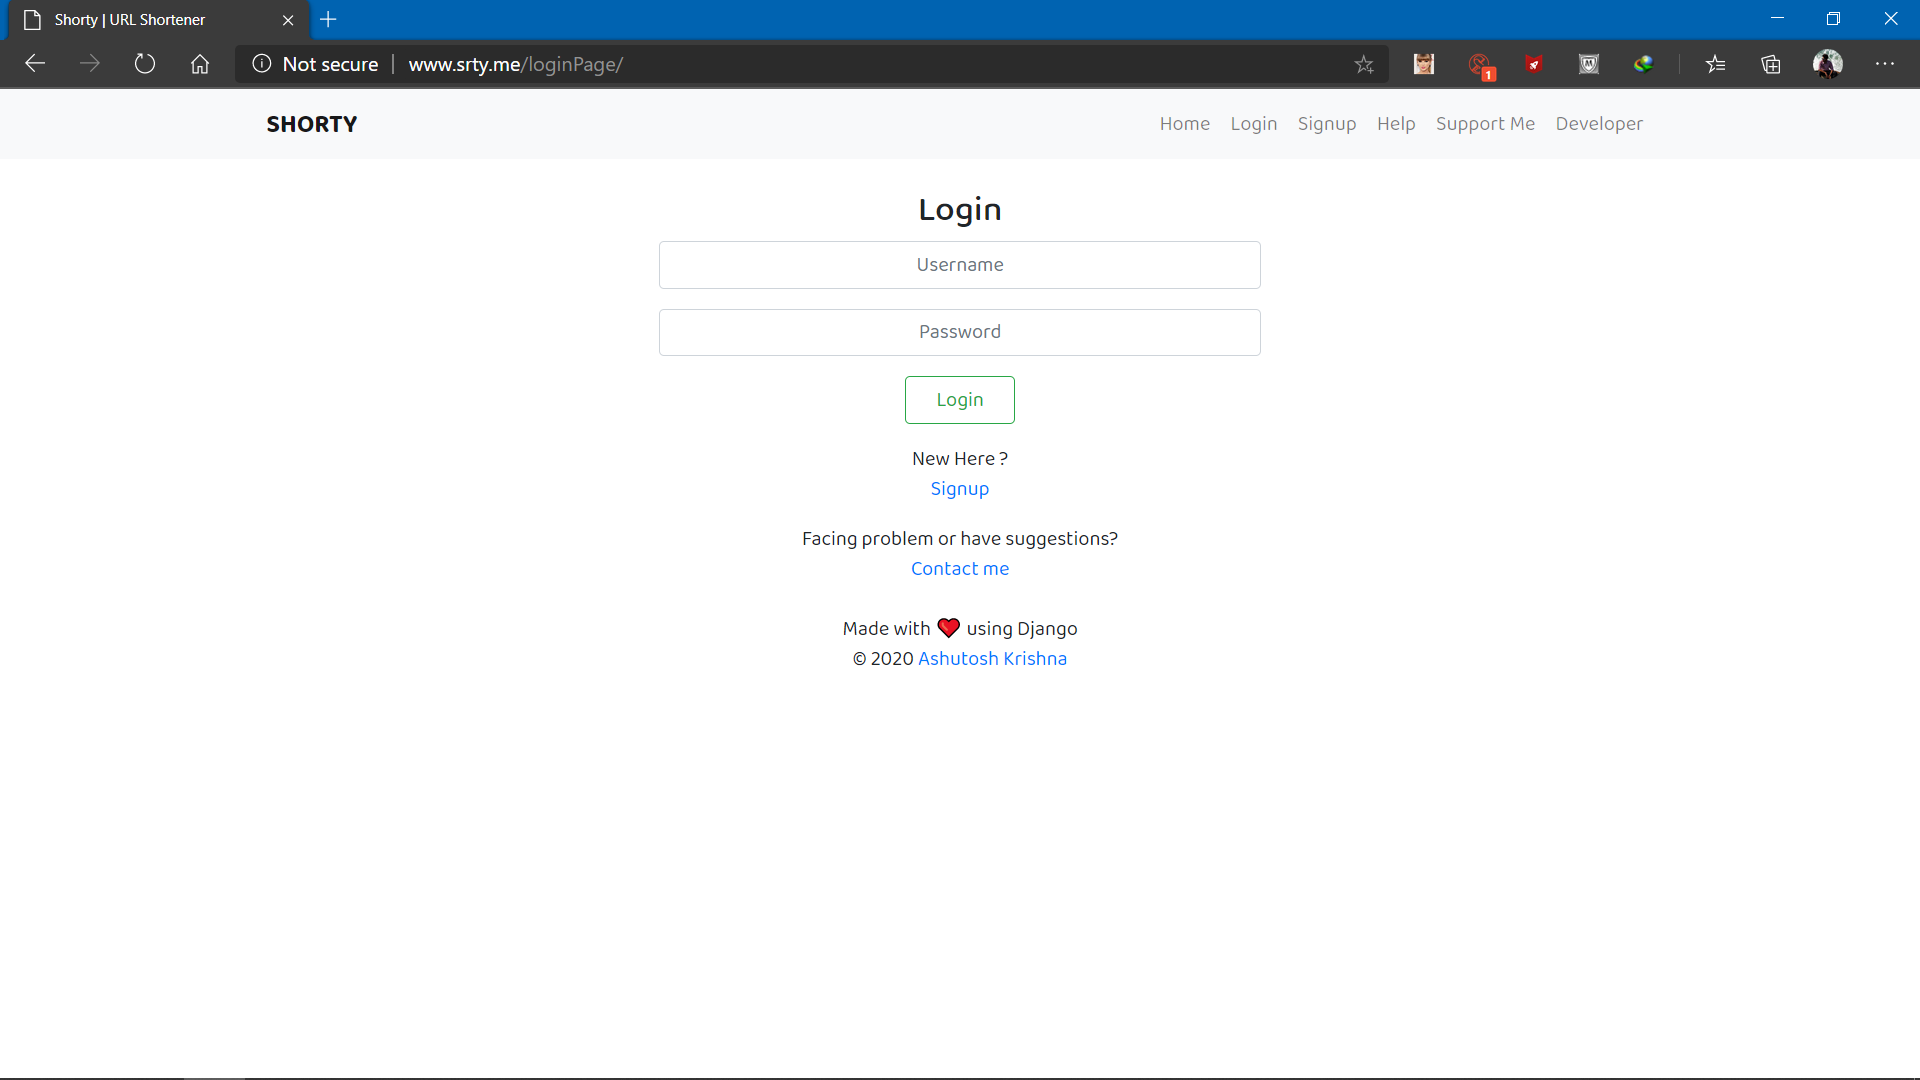 Shorty | URL Shortener
Not secure | www.srty.me/loginPage/
1
SHORTY
Home Login Signup Help Support Me Developer
Login
Username
Password
Login
New Here ?
Signup
Facing problem or have suggestions?
Contact me
Made with ❤ using Django
© 2020 Ashutosh Krishna